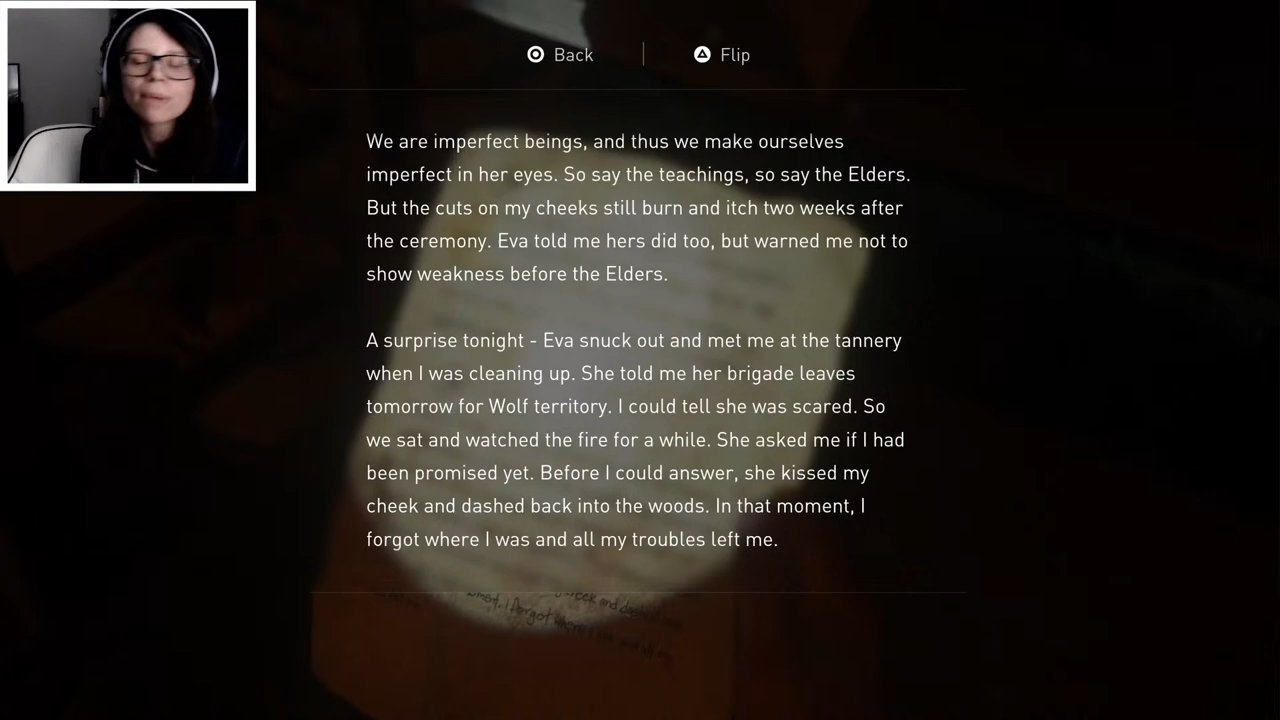 Back
Flip
We are imperfect beings, and thus we make ourselves
imperfect in her eyes. So say the teachings, so say the Elders.
But the cuts on my cheeks still burn and itch two weeks after
the ceremony. Eva told me hers did too, but warned me not to
show weakness before the Elders.
A surprise tonight - Eva snuck out and met me at the tannery
when I was cleaning up. She told me her brigade leaves
tomorrow for Wolf territory. I could tell she was scared. So
we sat and watched the fire for a while. She asked me if I had
been promised yet. Before I could answer, she kissed my
cheek and dashed back into the woods. In that moment, I
forgot where I was and all my troubles left me.